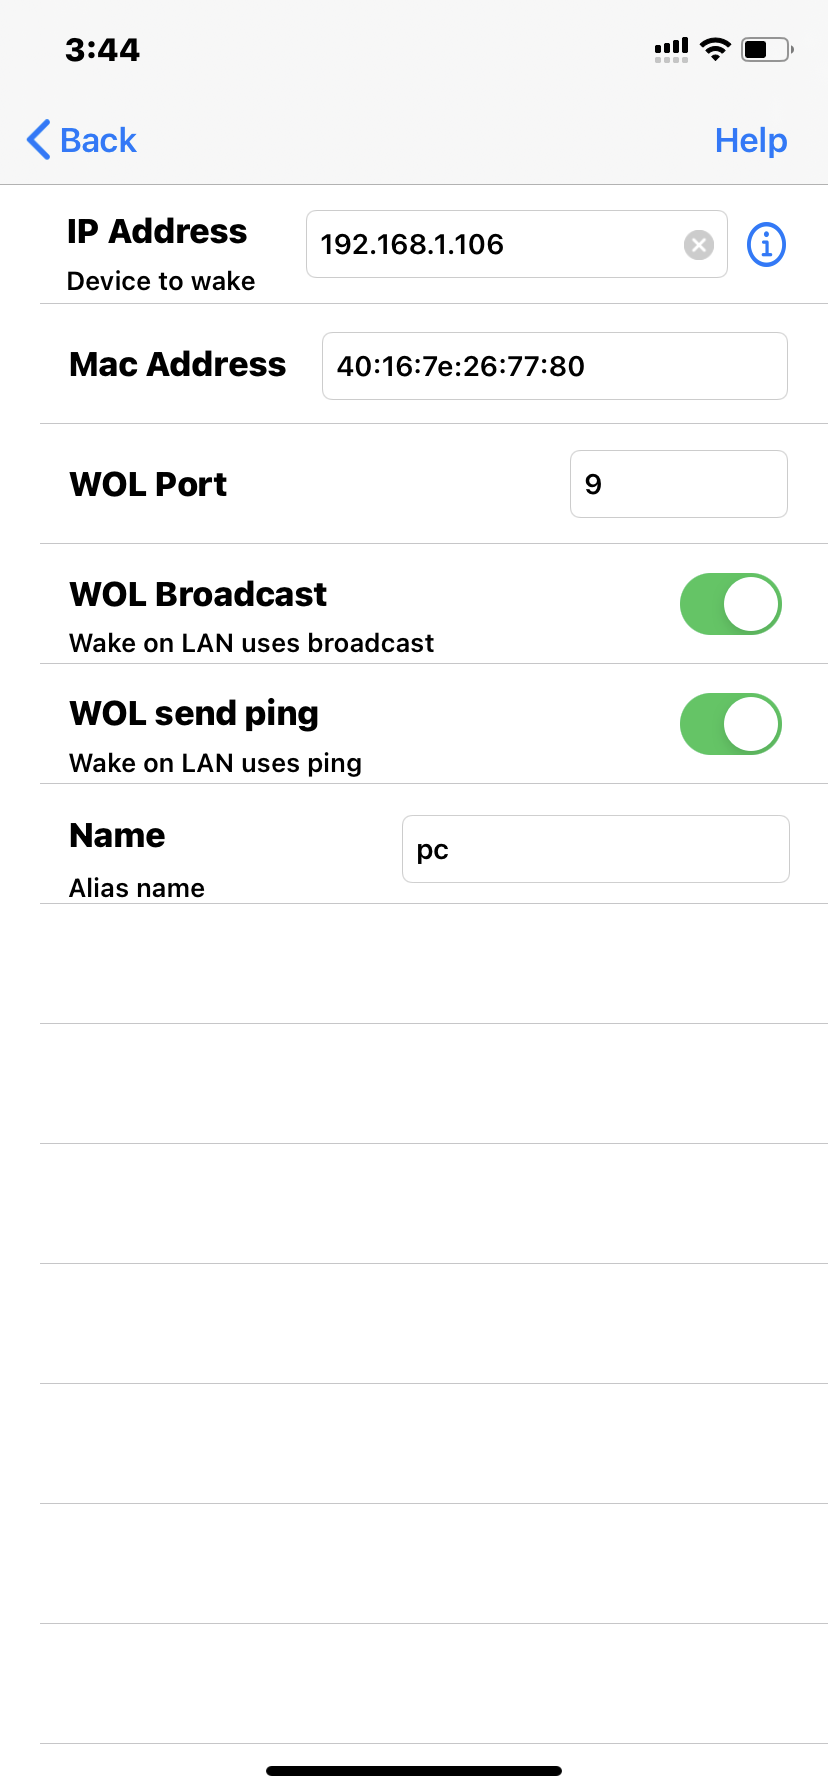 3:44
Back
Help
IP Address
192.168.1.106
Device to wake
Mac Address
40:16:7e:26:77:80
WOL Port
9
WOL Broadcast
Wake on LAN uses broadcast
WOL send ping
Wake on LAN uses ping
Name
pc
Alias name